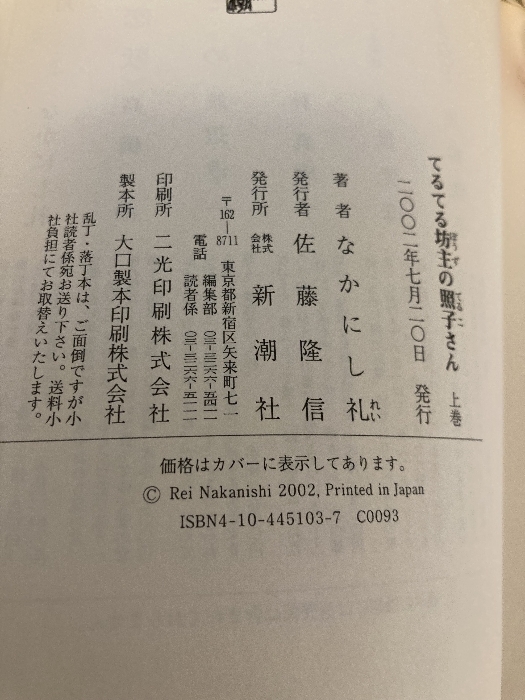 てるてる坊主の照子さん 上巻
二〇〇二年七月二〇日 発行
著者 なかにし礼
発行者 佐藤隆信
発行所 株式会社 新潮社
〒162-8711 東京都新宿区矢来町七一
電話 編集部 〇三-三二六六-五四一一
読者係 〇三-三二六六-五一一一
印刷所 二光印刷株式会社
製本所 大口製本印刷株式会社
乱丁・落丁本は、ご面倒ですが小
社読者係宛お送り下さい。送料小
社負担にてお取替えいたします。
価格はカバーに表示してあります。
© Rei Nakanishi 2002, Printed in Japan
ISBN4-10-445103-7 C0093